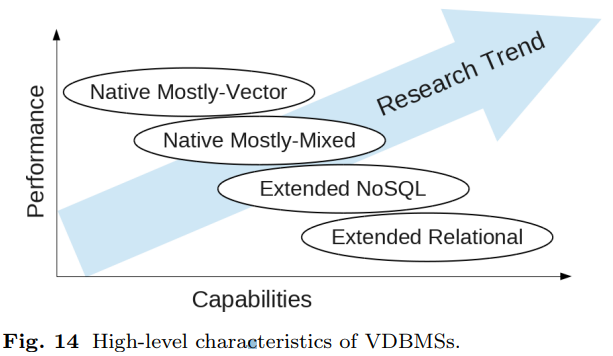 Research Trend
Performance
Native Mostly-Vector
Native Mostly-Mixed
Extended NoSQL
Extended Relational
Capabilities
Fig. 14 High-level characteristics of VDBMSs.